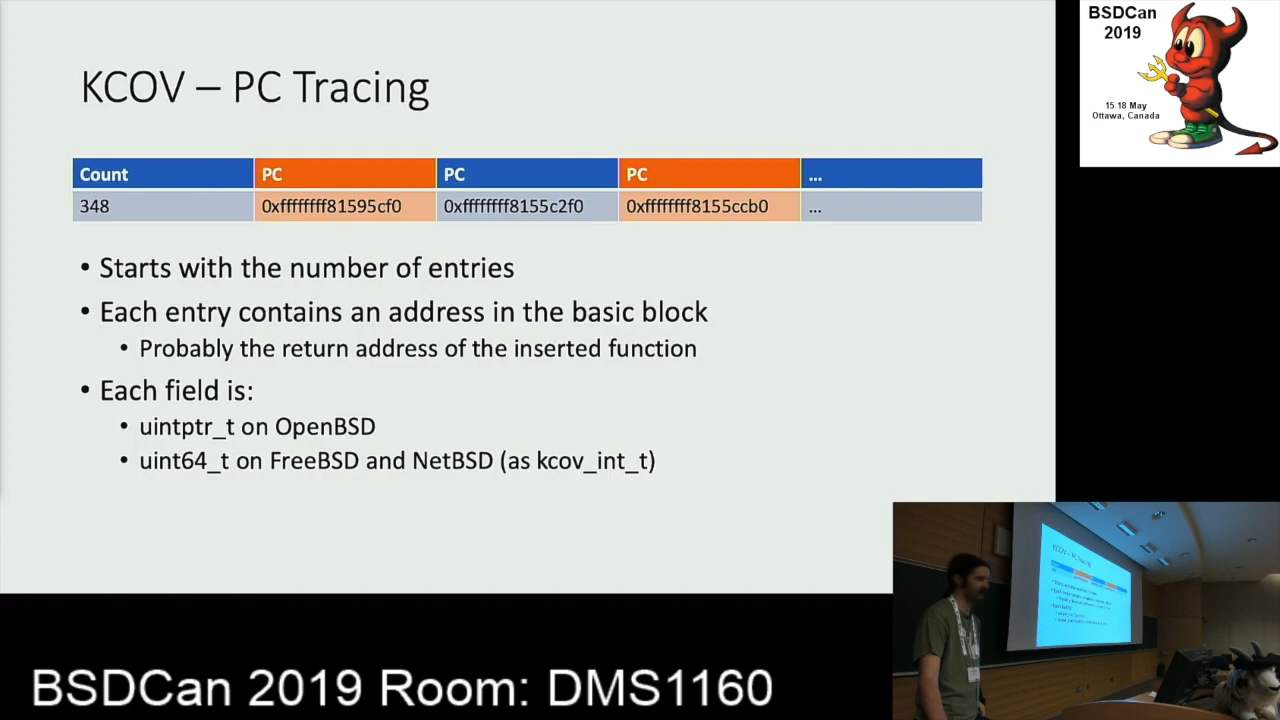 KCOV – PC Tracing
Count PC PC PC ...
348 0xffffffff81595cf0 0xffffffff8155c2f0 0xffffffff8155ccb0 ...
• Starts with the number of entries
• Each entry contains an address in the basic block
• Probably the return address of the inserted function
• Each field is:
• uintptr_t on OpenBSD
• uint64_t on FreeBSD and NetBSD (as kcov_int_t)
BSDCan
2019
15-18 May
Ottawa, Canada
KCOV – PC Tracing
BSDCan 2019 Room: DMS1160